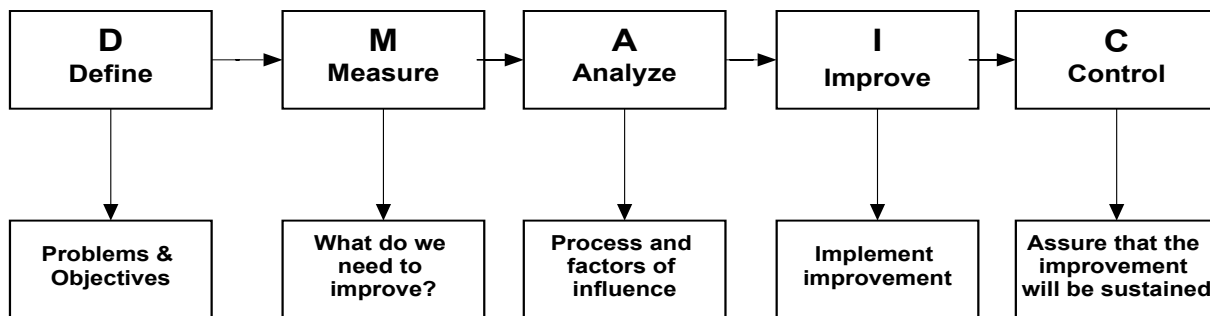 D
Define
M
Measure
A
Analyze
I
Improve
C
Control
Problems &
Objectives
What do we
need to
improve?
Process and
factors of
influence
Implement
improvement
Assure that the
improvement
will be sustained